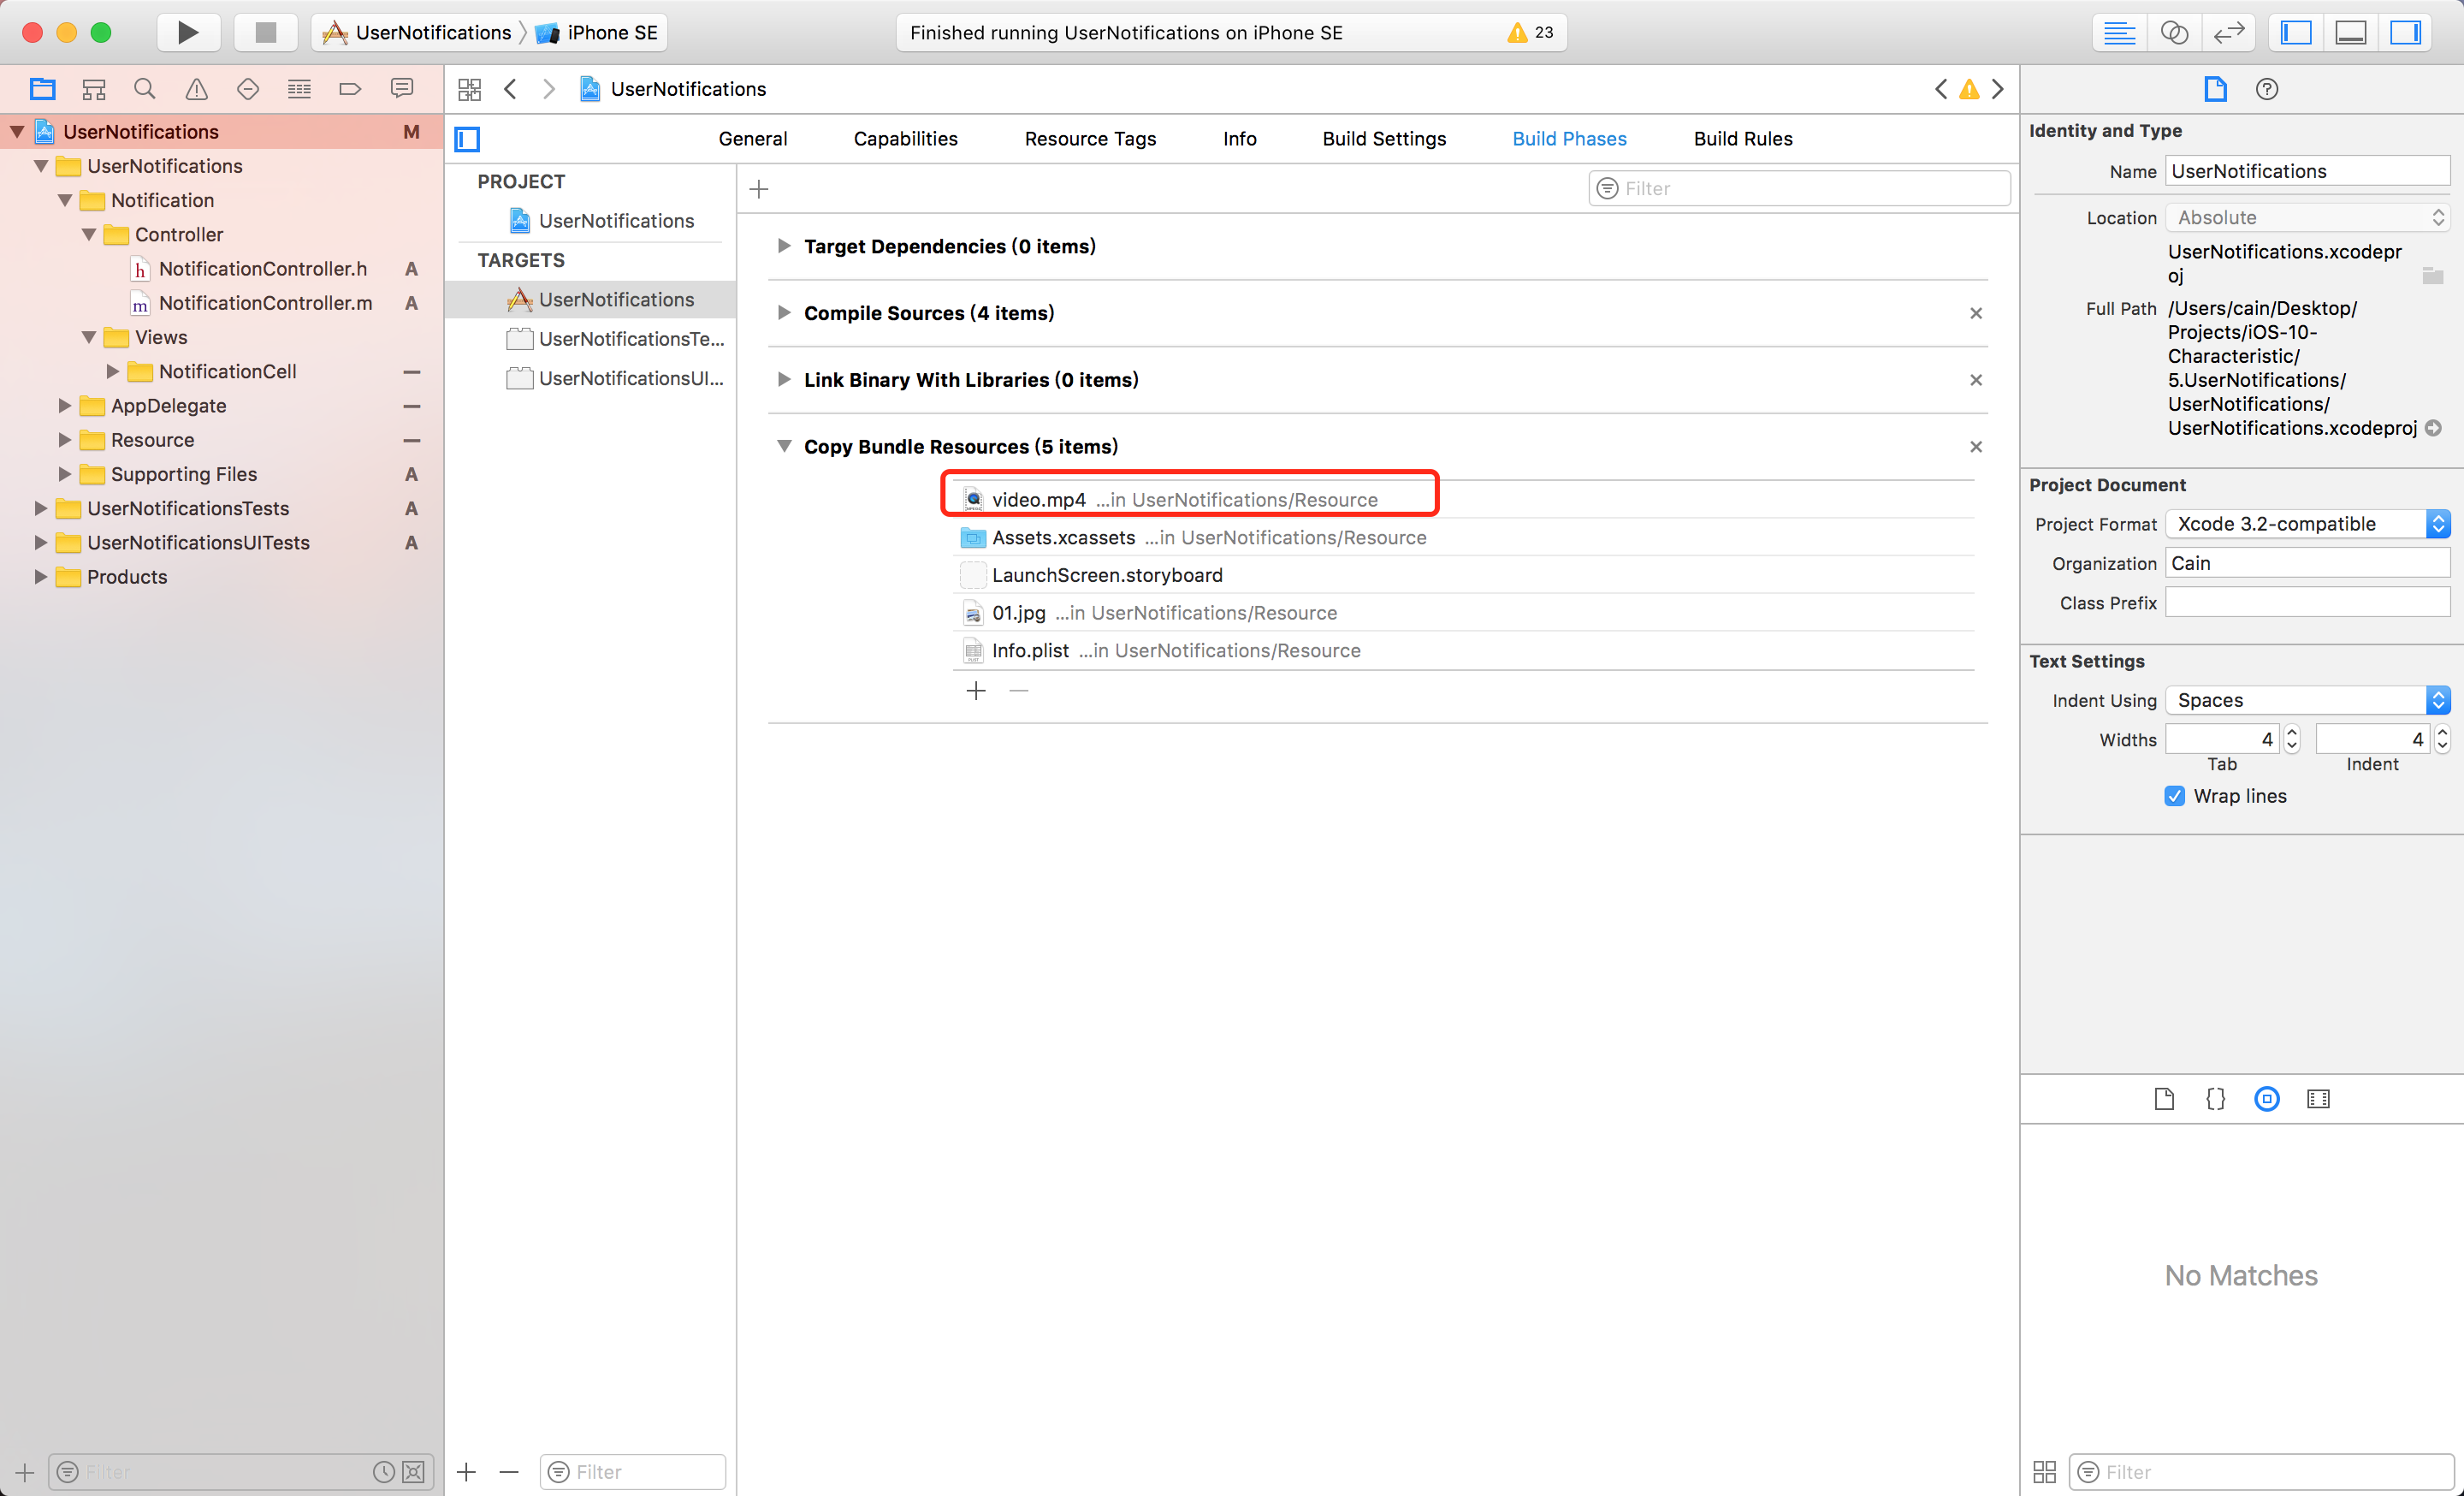 UserNotifications
iPhone SE
Finished running UserNotifications on iPhone SE
23
UserNotifications
UserNotifications M
UserNotifications
Notification
Controller
h NotificationController.h A
m NotificationController.m A
Views
NotificationCell
AppDelegate
Resource
Supporting Files A
UserNotificationsTests A
UserNotificationsUITests A
Products
Filter
General
Capabilities
Resource Tags
Info
Build Settings
Build Phases
Build Rules
PROJECT
UserNotifications
TARGETS
UserNotifications
UserNotificationsTe...
UserNotificationsUI...
Filter
Filter
Target Dependencies (0 items)
Compile Sources (4 items)
Link Binary With Libraries (0 items)
Copy Bundle Resources (5 items)
video.mp4 ...in UserNotifications/Resource
Assets.xcassets ...in UserNotifications/Resource
LaunchScreen.storyboard
01.jpg ...in UserNotifications/Resource
Info.plist ...in UserNotifications/Resource
Identity and Type
Name UserNotifications
Location Absolute
UserNotifications.xcodepr
oj
Full Path /Users/cain/Desktop/
Projects/iOS-10-
Characteristic/
5.UserNotifications/
UserNotifications/
UserNotifications.xcodeproj
Project Document
Project Format Xcode 3.2-compatible
Organization Cain
Class Prefix
Text Settings
Indent Using Spaces
Widths 4 4
Tab Indent
Wrap lines
{}
No Matches
Filter